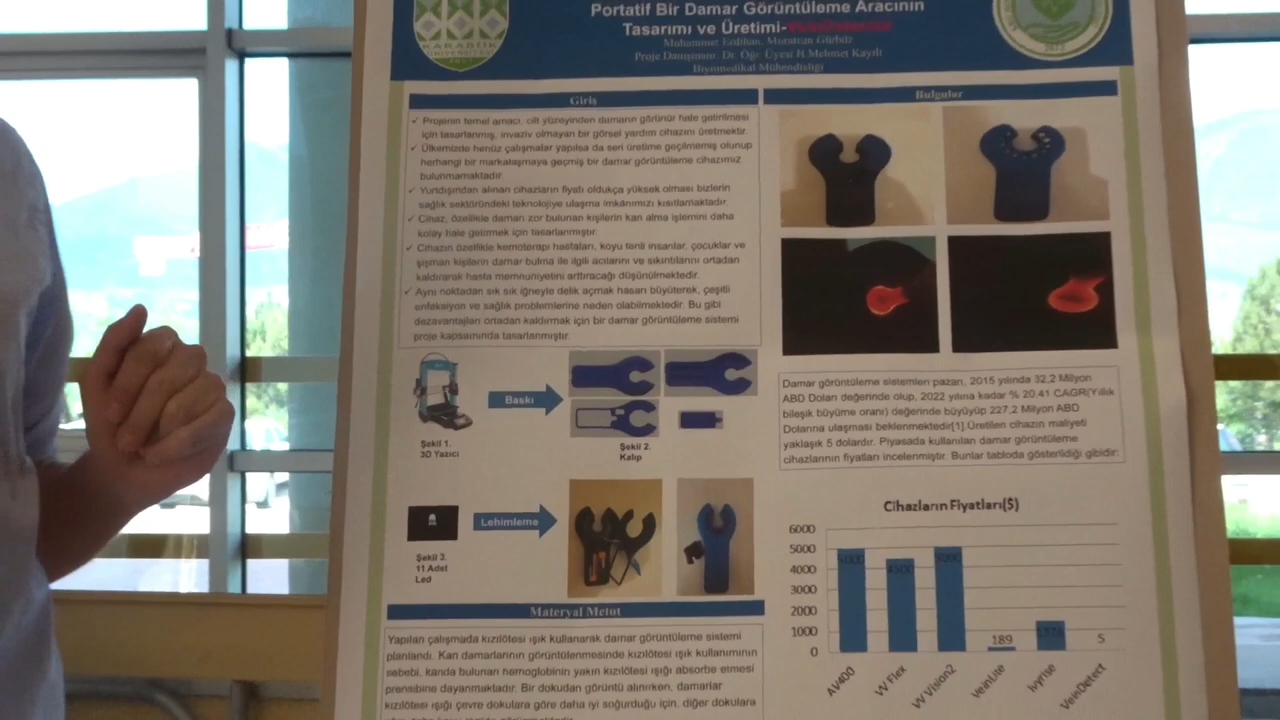 Portatif Bir Damar Görüntüleme Aracının
Tasarımı ve Üretimi-VeinDetector
KARABÜK
ÜNİVERSİTESİ
Proje Danışmanı: Dr. Öğr. Üyesi H.Mehmet Kayılı
Biyomedikal Mühendisliği
Giriş
✓ Projenin temel amacı, cilt yüzeyinden damarın görünür hale getirilmesi
için tasarlanmış, invaziv olmayan bir görsel yardım cihazını üretmektir.
✓ Ülkemizde henüz çalışmalar yapılsa da seri üretime geçilmemiş olunup
herhangi bir markalaşmaya geçmiş bir damar görüntüleme cihazımız
bulunmamaktadır.
✓ Yurtdışından alınan cihazların fiyatı oldukça yüksek olması bizlerin
sağlık sektöründeki teknolojiye ulaşma imkanımızı kısıtlamaktadır.
✓ Cihaz, özellikle damarı zor bulunan kişilerin kan alma işlemini daha
kolay hale getirmek için tasarlanmıştır.
✓ Cihazın özellikle kemoterapi hastaları, koyu tenli insanlar, çocuklar ve
şişman kişilerin damar bulma ile ilgili acılarını ve sıkıntılarını ortadan
kaldırarak hasta memnuniyetini arttıracağı düşünülmektedir.
✓ Aynı noktadan sık sık iğneyle delik açmak hasarı büyüterek, çeşitli
enfeksiyon ve sağlık problemlerine neden olabilmektedir. Bu gibi
dezavantajları ortadan kaldırmak için bir damar görüntüleme sistemi
proje kapsamında tasarlanmıştır.
Baskı
Şekil 1.
3D Yazıcı
Şekil 2.
Kalıp
Lehimleme
Şekil 3.
11 Adet
Led
Materyal Metot
Yapılan çalışmada kızılötesi ışık kullanarak damar görüntüleme sistemi
planlandı. Kan damarlarının görüntülenmesinde kızılötesi ışık kullanımının
sebebi, kanda bulunan hemoglobinin yakın kızılötesi ışığı absorbe etmesi
prensibine dayanmaktadır. Bir dokudan görüntü alınırken, damarlar
kızılötesi ışığı çevre dokulara göre daha iyi soğurduğu için, diğer dokulara
Bulgular
Damar görüntüleme sistemleri pazarı, 2015 yılında 32,2 Milyon
ABD Doları değerinde olup, 2022 yılına kadar % 20,41 CAGR(Yıllık
bileşik büyüme oranı) değerinde büyüyüp 227,2 Milyon ABD
Dolarına ulaşması beklenmektedir[1].Üretilen cihazın maliyeti
yaklaşık 5 dolardır. Piyasada kullanılan damar görüntüleme
cihazlarının fiyatları incelenmiştir. Bunlar tabloda gösterildiği gibidir:
Cihazların Fiyatları($)
6000
5000
4000
3000
2000
1000
0
5000
4500
5000
189
5
AV400
VV Flex
VV Vision2
VeinLite
Ivyrise
VeinDetect